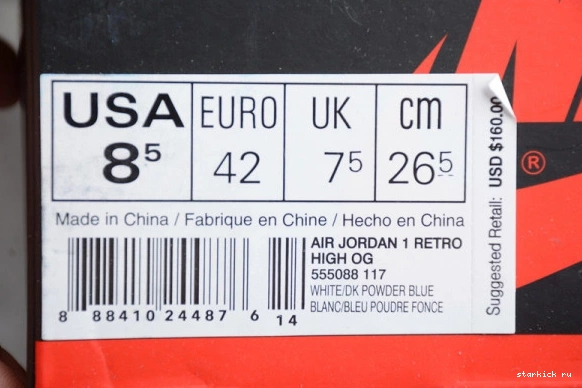 USA EURO UK cm
8⁵ 42 7⁵ 26⁵
Made in China / Fabrique en Chine / Hecho en China
AIR JORDAN 1 RETRO
HIGH OG
555088 117
WHITE/DK POWDER BLUE
BLANC/BLEU POUDRE FONCE
8 88410 24487 6 14
Suggested Retail: USD $160.00
®
starkick ru